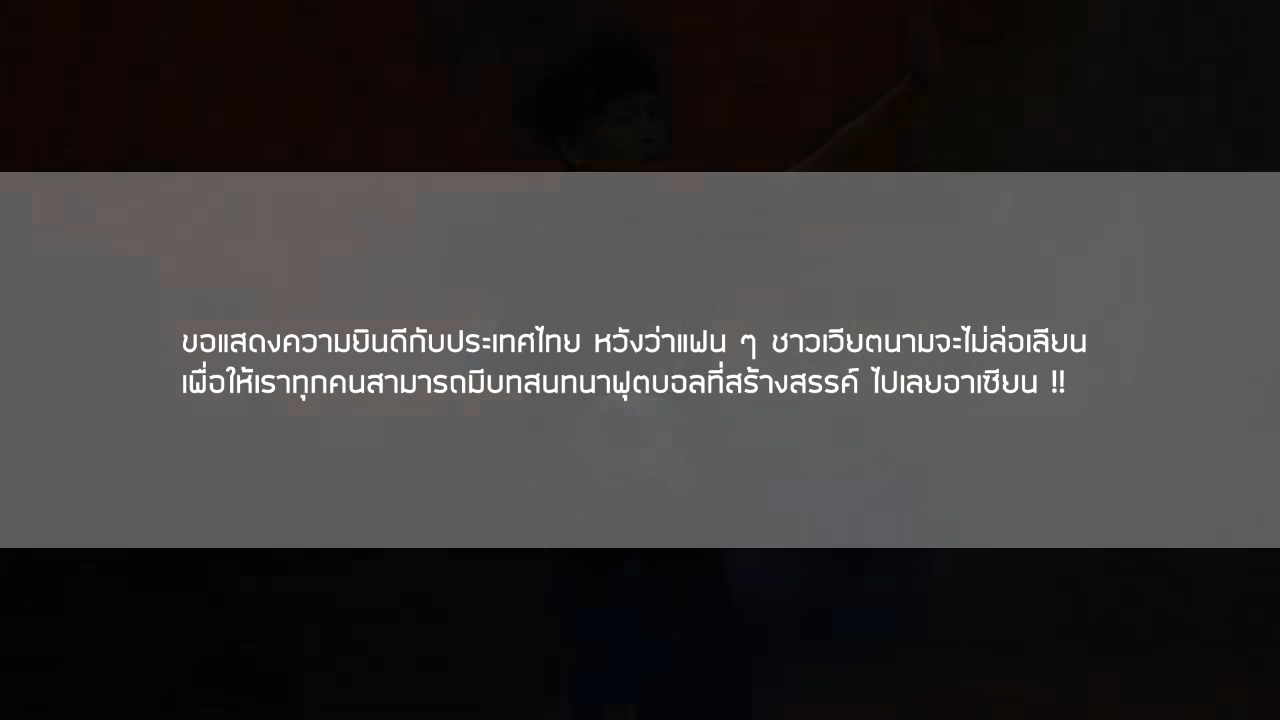 ขอแสดงความยินดีกับประเทศไทย หวังว่าแฟน ๆ ชาวเวียตนามจะไม่ล่อเลียน
เผื่อให้เราทุกคนสามารถมีบทสนทนาฟุตบอลที่สร้างสรรค์ ไปเลยอาเซียน !!